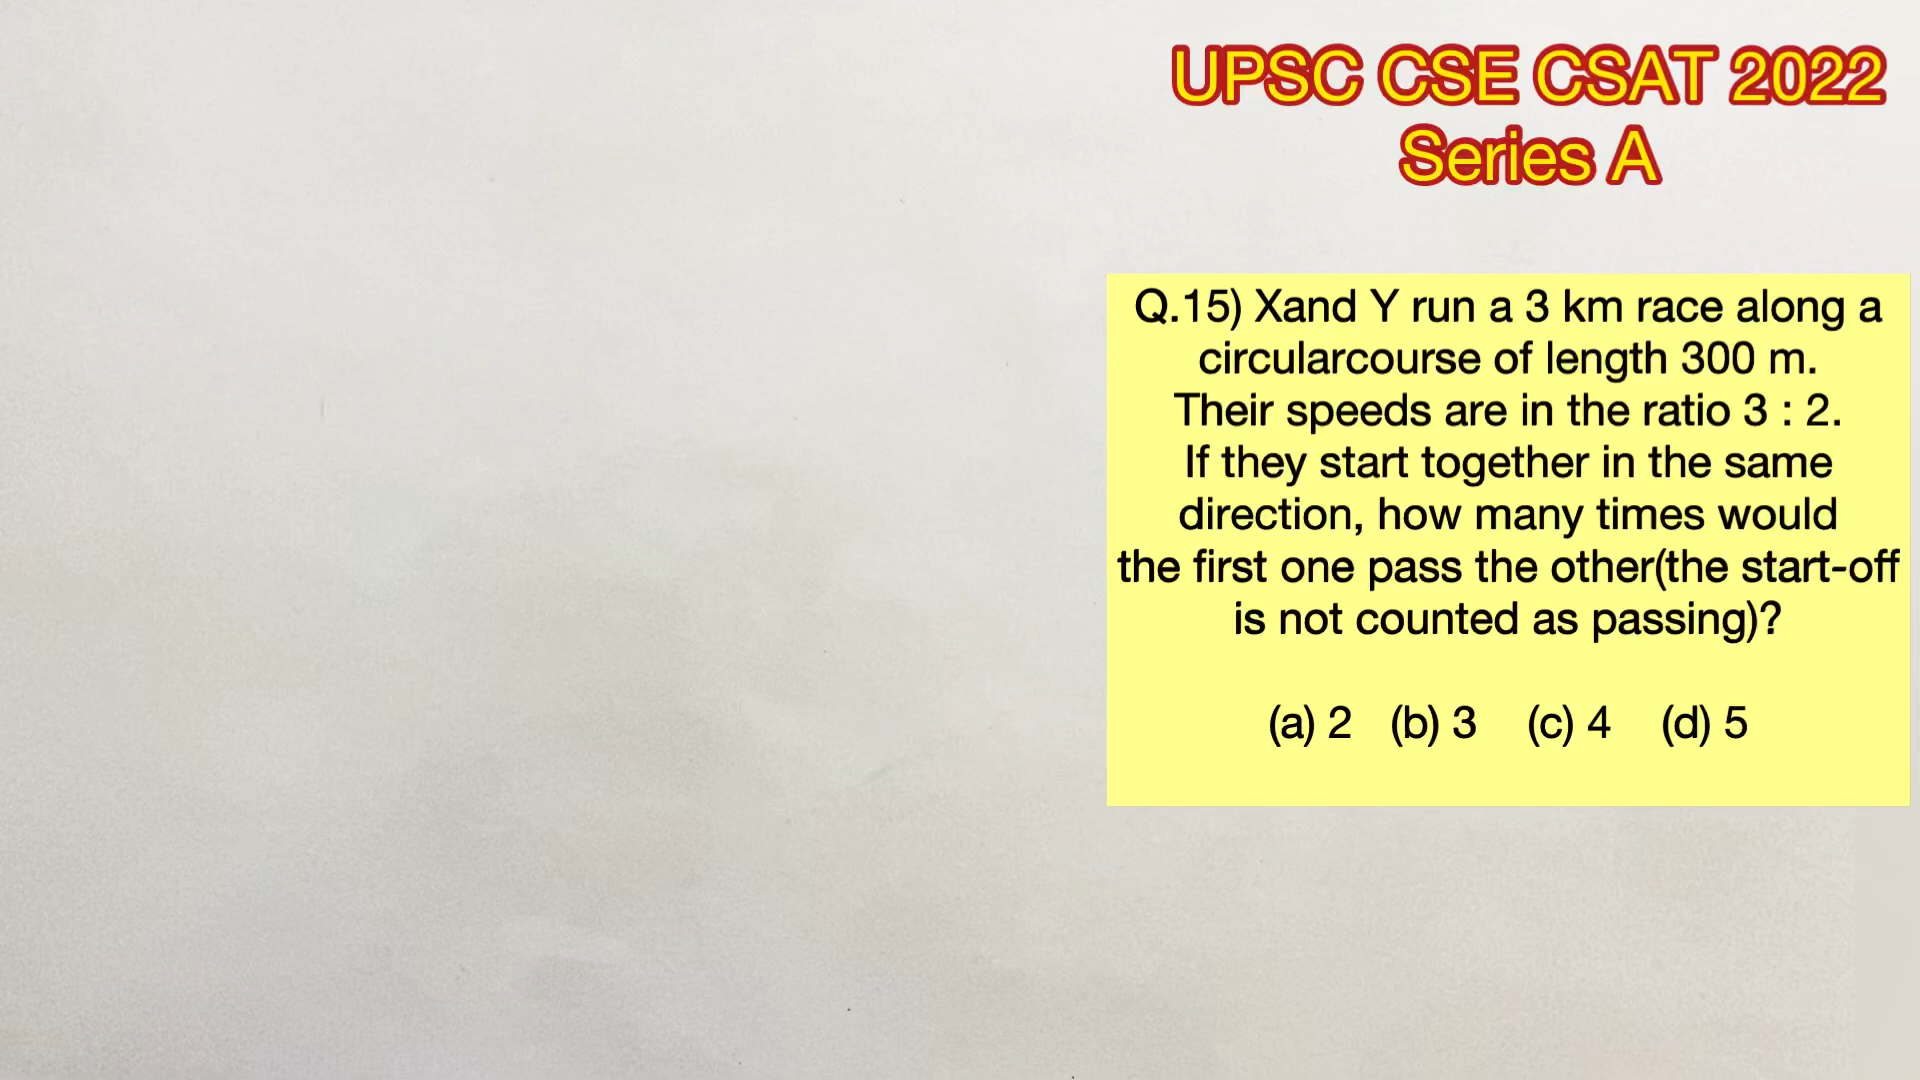 UPSC CSE CSAT 2022
Series A
Q.15) Xand Y run a 3 km race along a
circularcourse of length 300 m.
Their speeds are in the ratio 3 : 2.
If they start together in the same
direction, how many times would
the first one pass the other(the start-off
is not counted as passing)?
(a) 2 (b) 3 (c) 4 (d) 5